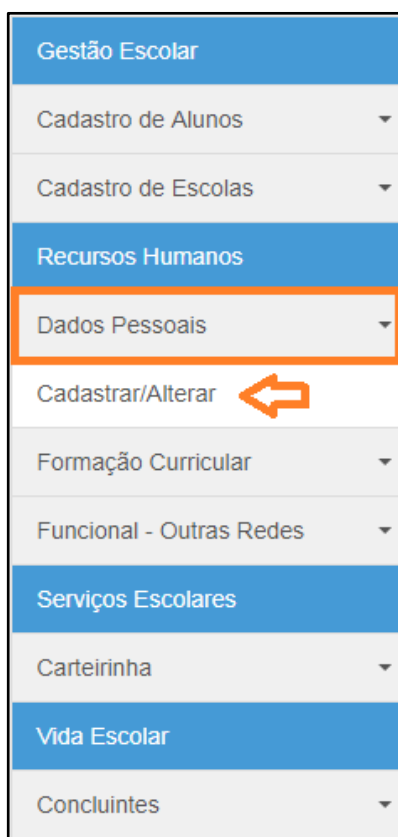 Gestão Escolar
Cadastro de Alunos
Cadastro de Escolas
Recursos Humanos
Dados Pessoais
Cadastrar/Alterar
Formação Curricular
Funcional - Outras Redes
Serviços Escolares
Carteirinha
Vida Escolar
Concluintes